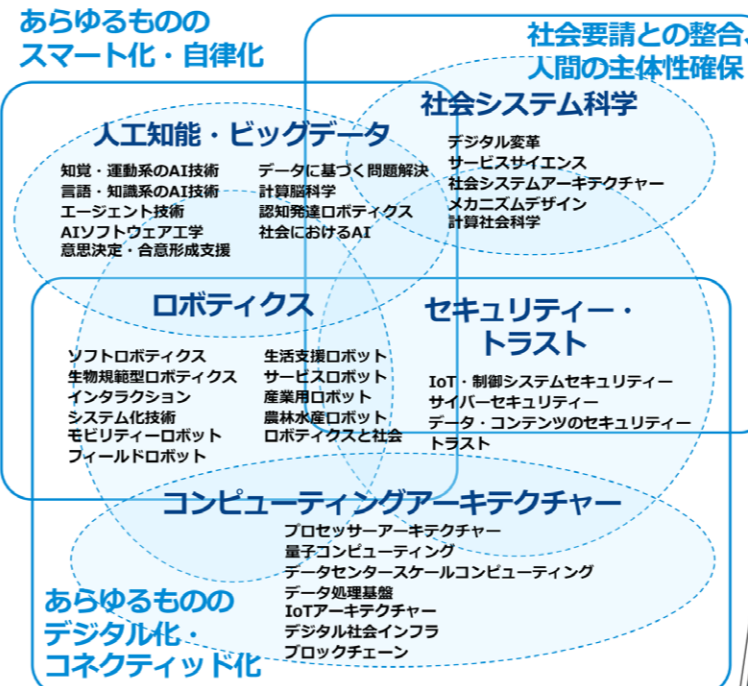 あらゆるものの
スマート化・自律化
社会要請との整合、
人間の主体性確保
人工知能・ビッグデータ
知覚・運動系のAI技術
言語・知識系のAI技術
エージェント技術
AIソフトウェア工学
意思決定・合意形成支援
データに基づく問題解決
計算脳科学
認知発達ロボティクス
社会におけるAI
社会システム科学
デジタル変革
サービスサイエンス
社会システムアーキテクチャー
メカニズムデザイン
計算社会科学
ロボティクス
ソフトロボティクス
生物規範型ロボティクス
インタラクション
システム化技術
モビリティーロボット
フィールドロボット
生活支援ロボット
サービスロボット
産業用ロボット
農林水産ロボット
ロボティクスと社会
セキュリティー・
トラスト
IoT・制御システムセキュリティー
サイバーセキュリティー
データ・コンテンツのセキュリティー
トラスト
コンピューティングアーキテクチャー
プロセッサーアーキテクチャー
量子コンピューティング
データセンタースケールコンピューティング
データ処理基盤
IoTアーキテクチャー
デジタル社会インフラ
ブロックチェーン
あらゆるものの
デジタル化・
コネクティッド化